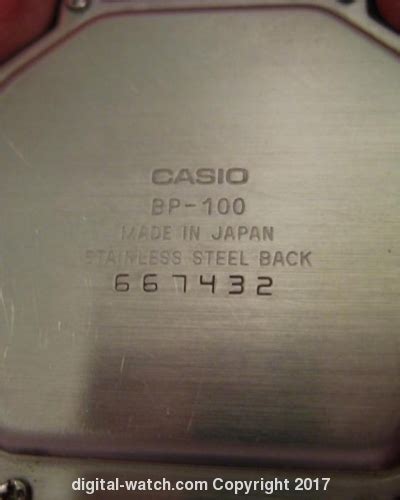 CASIO
BP-100
MADE IN JAPAN
STAINLESS STEEL BACK
667432
digital-watch.com Copyright 2017